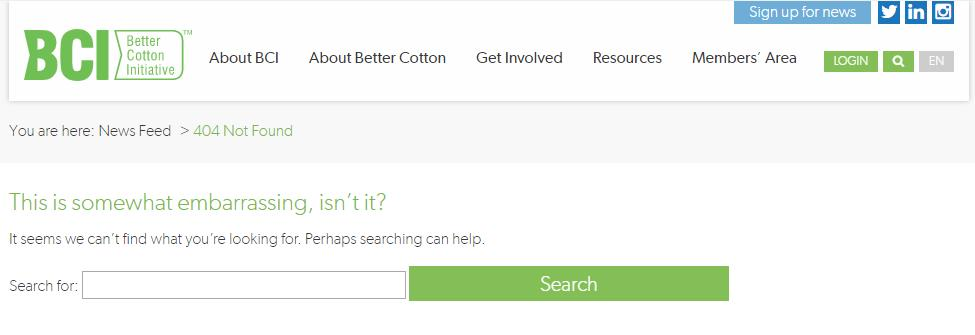 Sign up for news
BCI Better Cotton Initiative™
About BCI About Better Cotton Get Involved Resources Members' Area LOGIN EN
You are here: News Feed > 404 Not Found
This is somewhat embarrassing, isn't it?
It seems we can't find what you're looking for. Perhaps searching can help.
Search for: Search